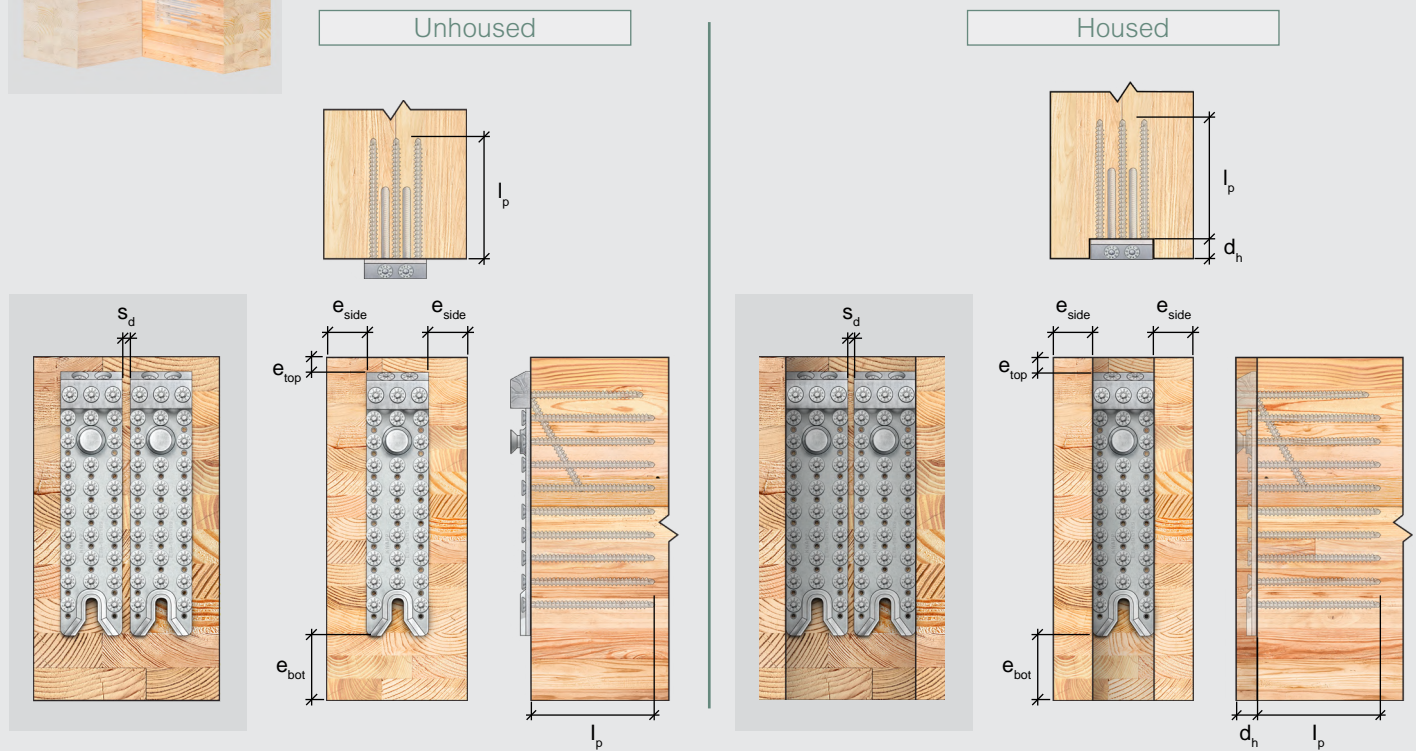 Unhoused
Housed
lp
lp
dh
sd
eside
eside
etop
ebot
lp
sd
eside
eside
etop
ebot
dh
lp